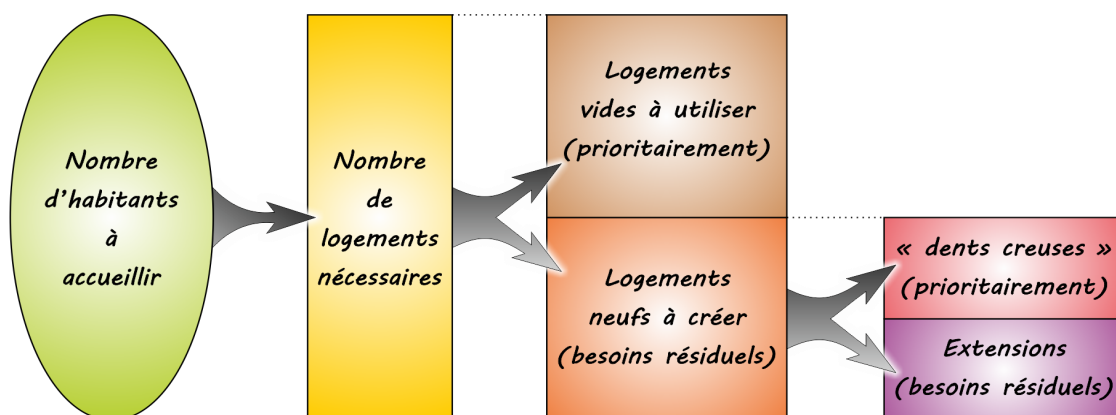 Nombre
d'habitants
à
accueillir
Nombre
de
logements
nécessaires
Logements
vides à utiliser
(prioritairement)
Logements
neufs à créer
(besoins résiduels)
« dents creuses »
(prioritairement)
Extensions
(besoins résiduels)